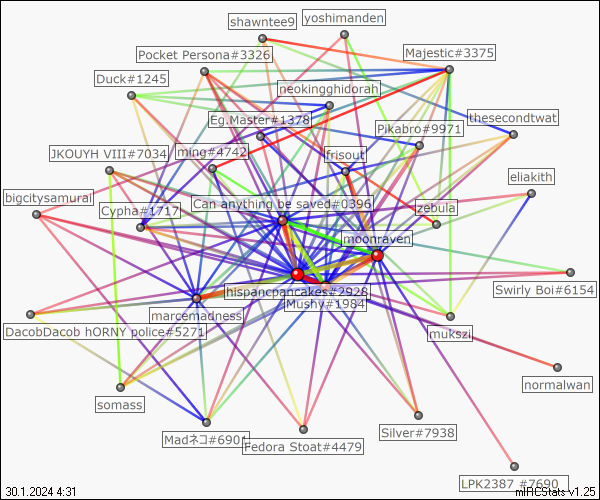 shawntee9
yoshimanden
Pocket Persona#3326
Majestic#3375
Duck#1245
neokingghidorah
Eg.Master#1378
thesecondtwat
Pikabro#9971
JKOUYH VIII#7034
ming#4742
frisout
eliakith
bigcitysamurai
Cypha#1717
Can anything be saved#0396
zebula
moonraven
hispancpancakes#2928
Swirly Boi#6154
Mushy#1984
marcemadness
DacobDacob hORNY police#5271
mukszi
normalwan
somass
Madネコ#6901
Fedora Stoat#4479
Silver#7938
LPK2387 #7690
30.1.2024 4:31
mIRCStats v1.25